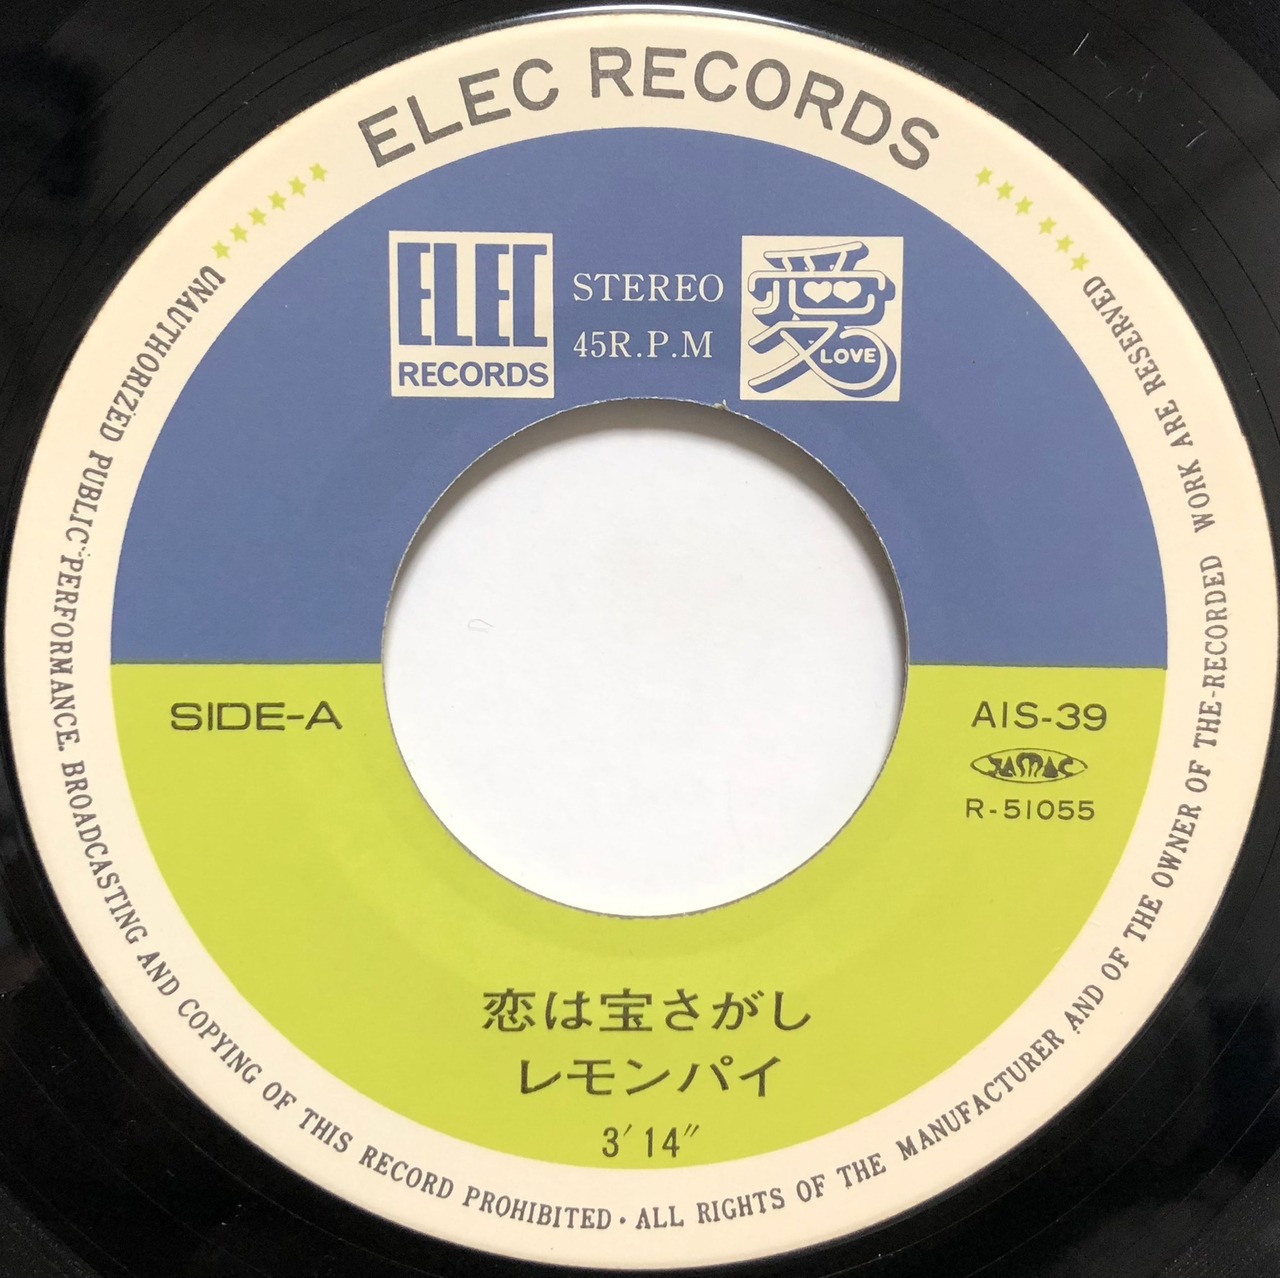 ELEC RECORDS
ELEC
RECORDS
STEREO
45R.P.M
愛
LOVE
SIDE-A
AIS-39
JASRAC
R-51055
恋は宝さがし
レモンパイ
3′14″
UNAUTHORIZED PUBLIC PERFORMANCE. BROADCASTING AND COPYING OF THIS RECORD PROHIBITED · ALL RIGHTS OF THE MANUFACTURER AND OF THE OWNER OF THE-RECORDED WORK ARE RESERVED